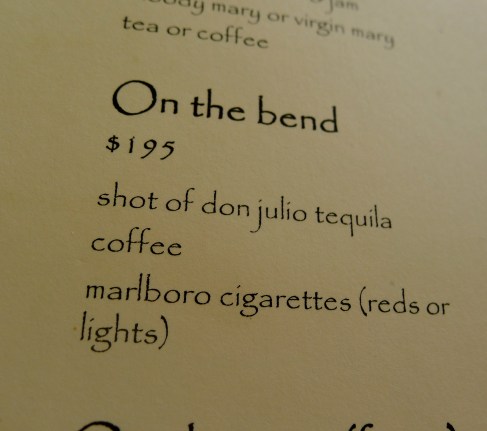 jam
mary or virgin mary
tea or coffee
On the bend
$195
shot of don julio tequila
coffee
marlboro cigarettes (reds or
lights)